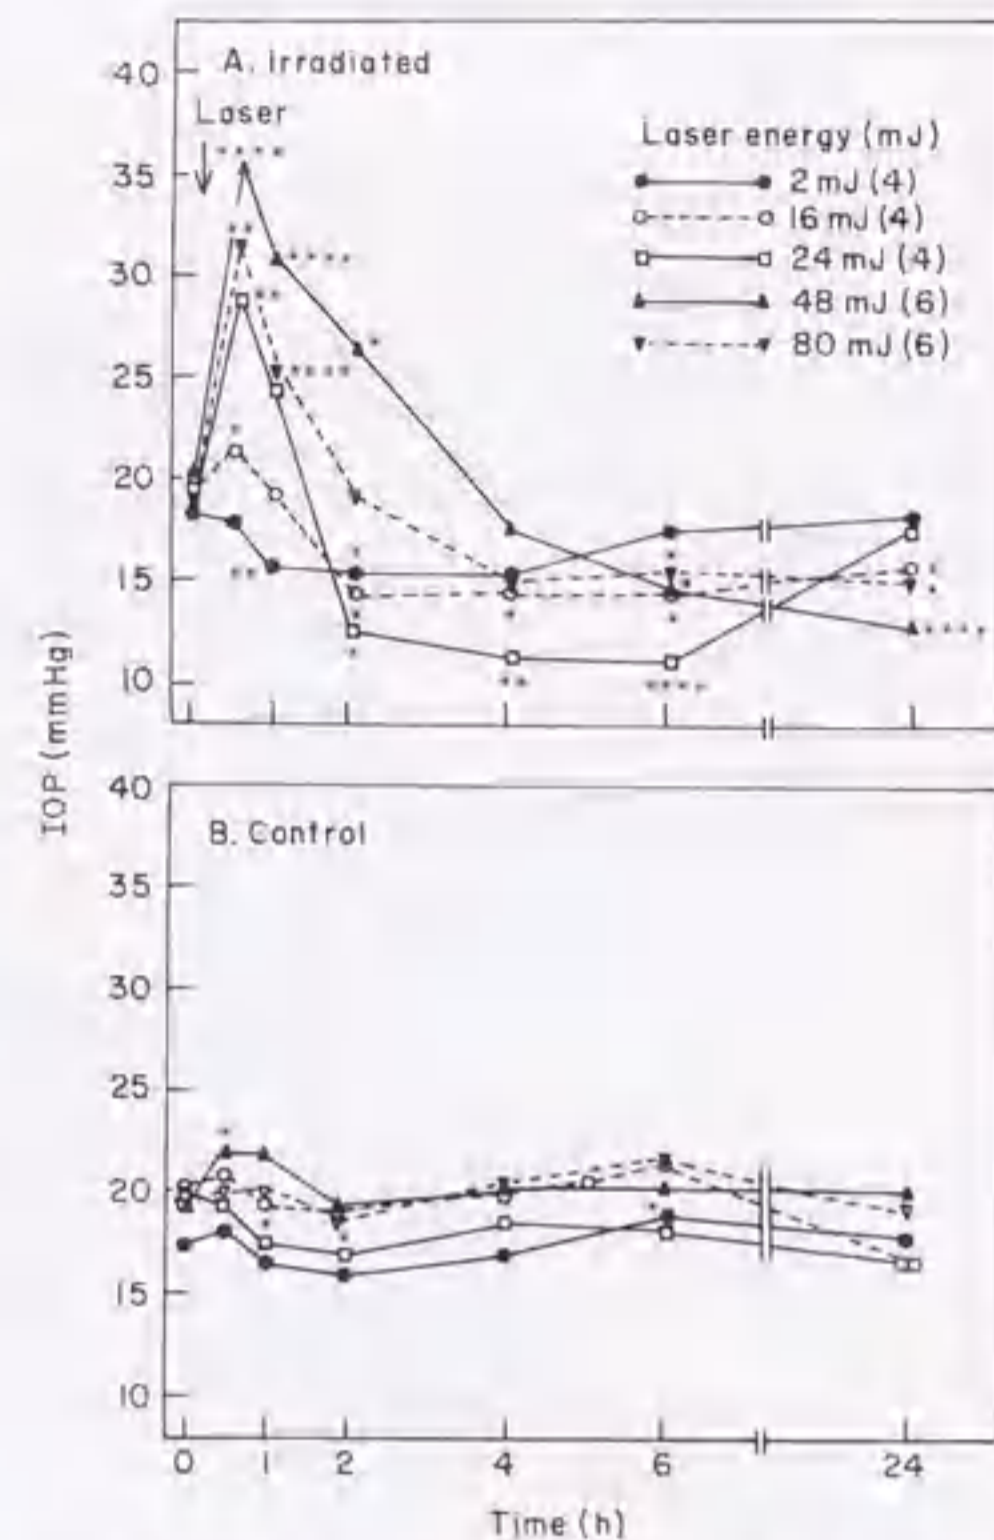 A. Irradiated
Laser
40
35
30
25
20
15
10
Laser energy (mJ)
2 mJ (4)
16 mJ (4)
24 mJ (4)
48 mJ (6)
80 mJ (6)
IOP (mmHg)
B. Control
40
35
30
25
20
15
10
0 1 2 4 6 24
Time (h)